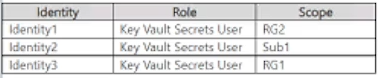 Identity Role Scope
Identity1 Key Vault Secrets User RG2
Identity2 Key Vault Secrets User Sub1
Identity3 Key Vault Secrets User RG1